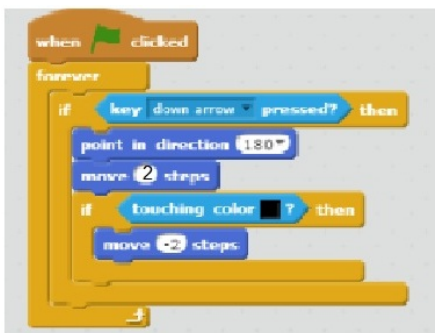 when clicked
forever
if key down arrow pressed? then
point in direction 180
move 2 steps
if touching color ? then
move -2 steps